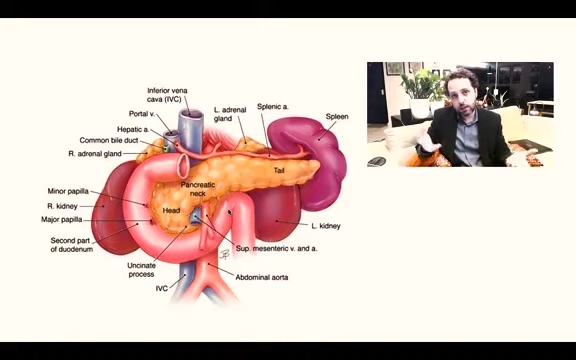 Inferior vena
cava (IVC)
Portal v.
Hepatic a.
Common bile duct
R. adrenal gland
L. adrenal
gland
Splenic a.
Spleen
Tail
Pancreatic
neck
Head
Minor papilla
R. kidney
Major papilla
Second part
of duodenum
L. kidney
Sup. mesenteric v. and a.
Uncinate
process
IVC
Abdominal aorta